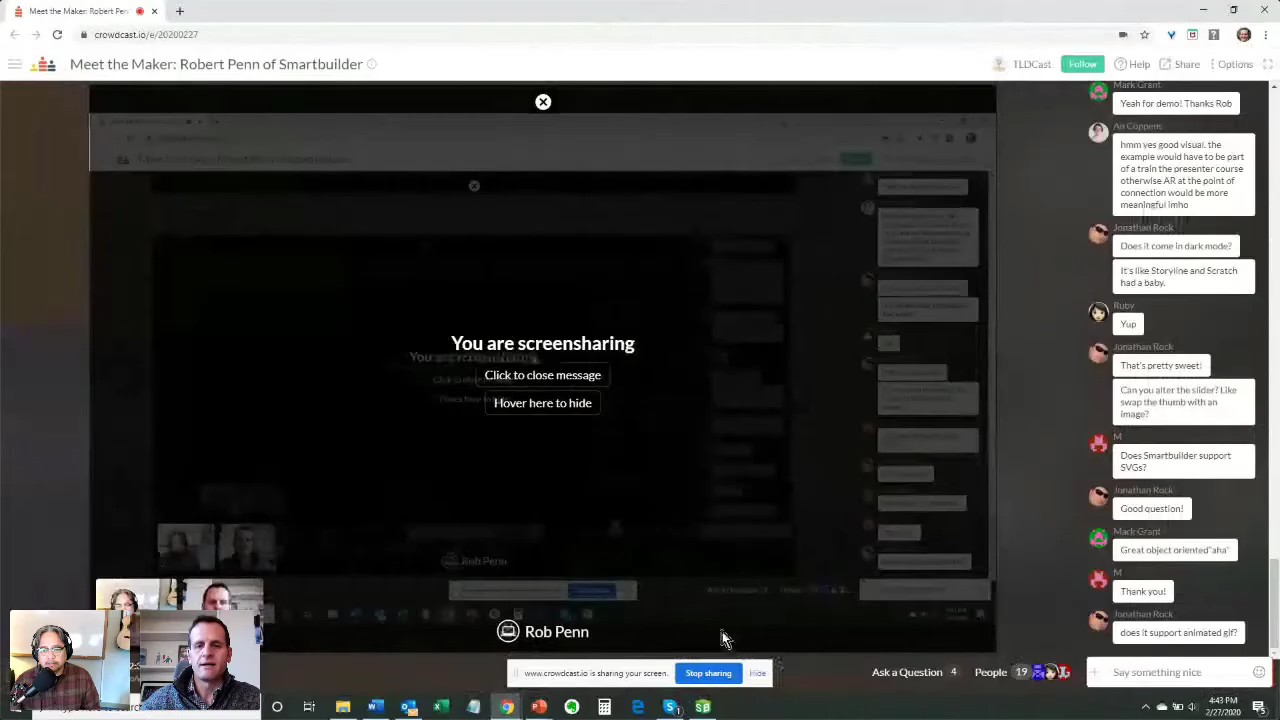 Meet the Maker: Robert Pen
crowdcast.io/e/20200227
Meet the Maker: Robert Penn of Smartbuilder
TLDCast
Follow
Help
Share
Options
Mark Grant
Yeah for demo! Thanks Rob
An Coppens
hmm yes good visual. the
example would have to be part
of a train the presenter course
otherwise AR at the point of
connection would be more
meaningful imho
Jonathan Rock
Does it come in dark mode?
It's like Storyline and Scratch
had a baby.
Ruby
Yup
Jonathan Rock
That's pretty sweet!
Can you alter the slider? Like
swap the thumb with an
image?
M
Does Smartbuilder support
SVGs?
Jonathan Rock
Good question!
Mark Grant
Great object oriented"aha"
M
Thank you!
Jonathan Rock
does it support animated gif?
You are screensharing
Click to close message
Hover here to hide
Rob Penn
Rob Penn
www.crowdcast.io is sharing your screen.
Stop sharing
Hide
Ask a Question 4
People 19
Say something nice
4:43 PM
2/27/2020
5